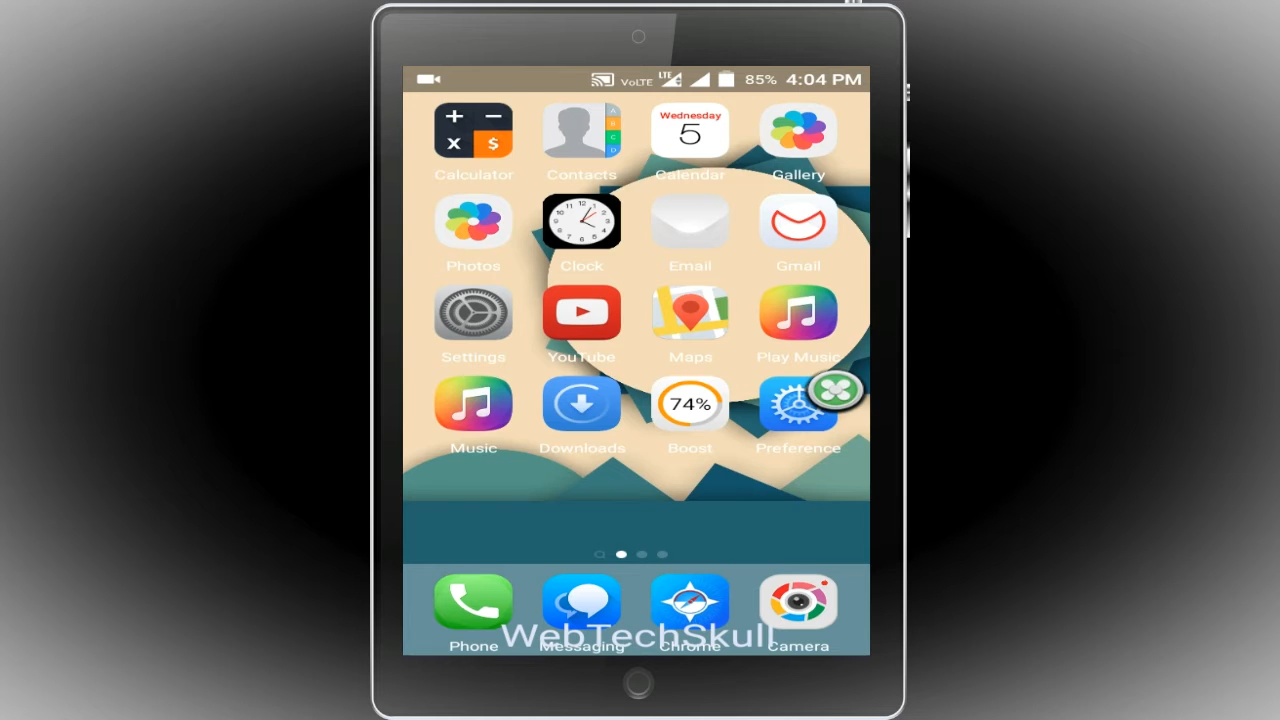 VoLTE LTE 85% 4:04 PM
+ − x $
A B C D
Wednesday
5
Calculator Contacts Calendar Gallery
Photos Clock Email Gmail
Settings YouTube Maps Play Music
74%
Music Downloads Boost Preference
WebTechSkull
Phone Messaging Chrome Camera